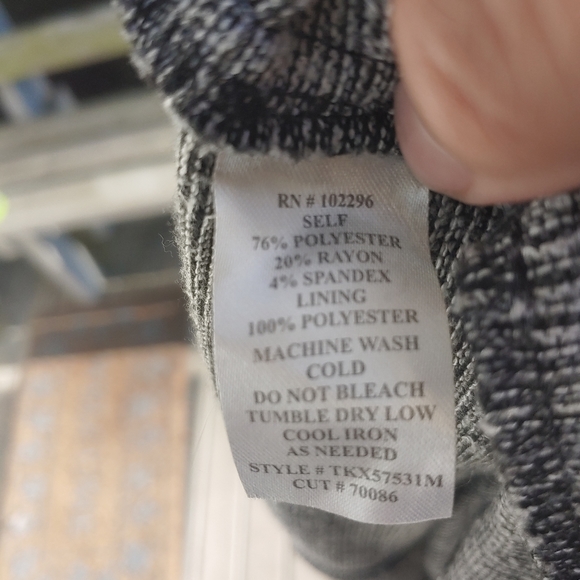 RN # 102296
SELF
76% POLYESTER
20% RAYON
4% SPANDEX
LINING
100% POLYESTER
MACHINE WASH
COLD
DO NOT BLEACH
TUMBLE DRY LOW
COOL IRON
AS NEEDED
STYLE # TKX57531M
CUT # 70086